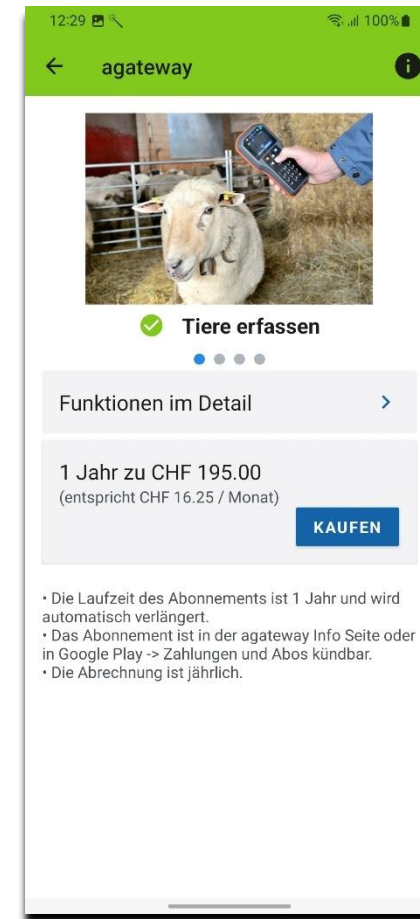 12:29 100%
agateway
Tiere erfassen
Funktionen im Detail
1 Jahr zu CHF 195.00
(entspricht CHF 16.25 / Monat)
KAUFEN
• Die Laufzeit des Abonnements ist 1 Jahr und wird
automatisch verlängert.
• Das Abonnement ist in der agateway Info Seite oder
in Google Play -> Zahlungen und Abos kündbar.
• Die Abrechnung ist jährlich.